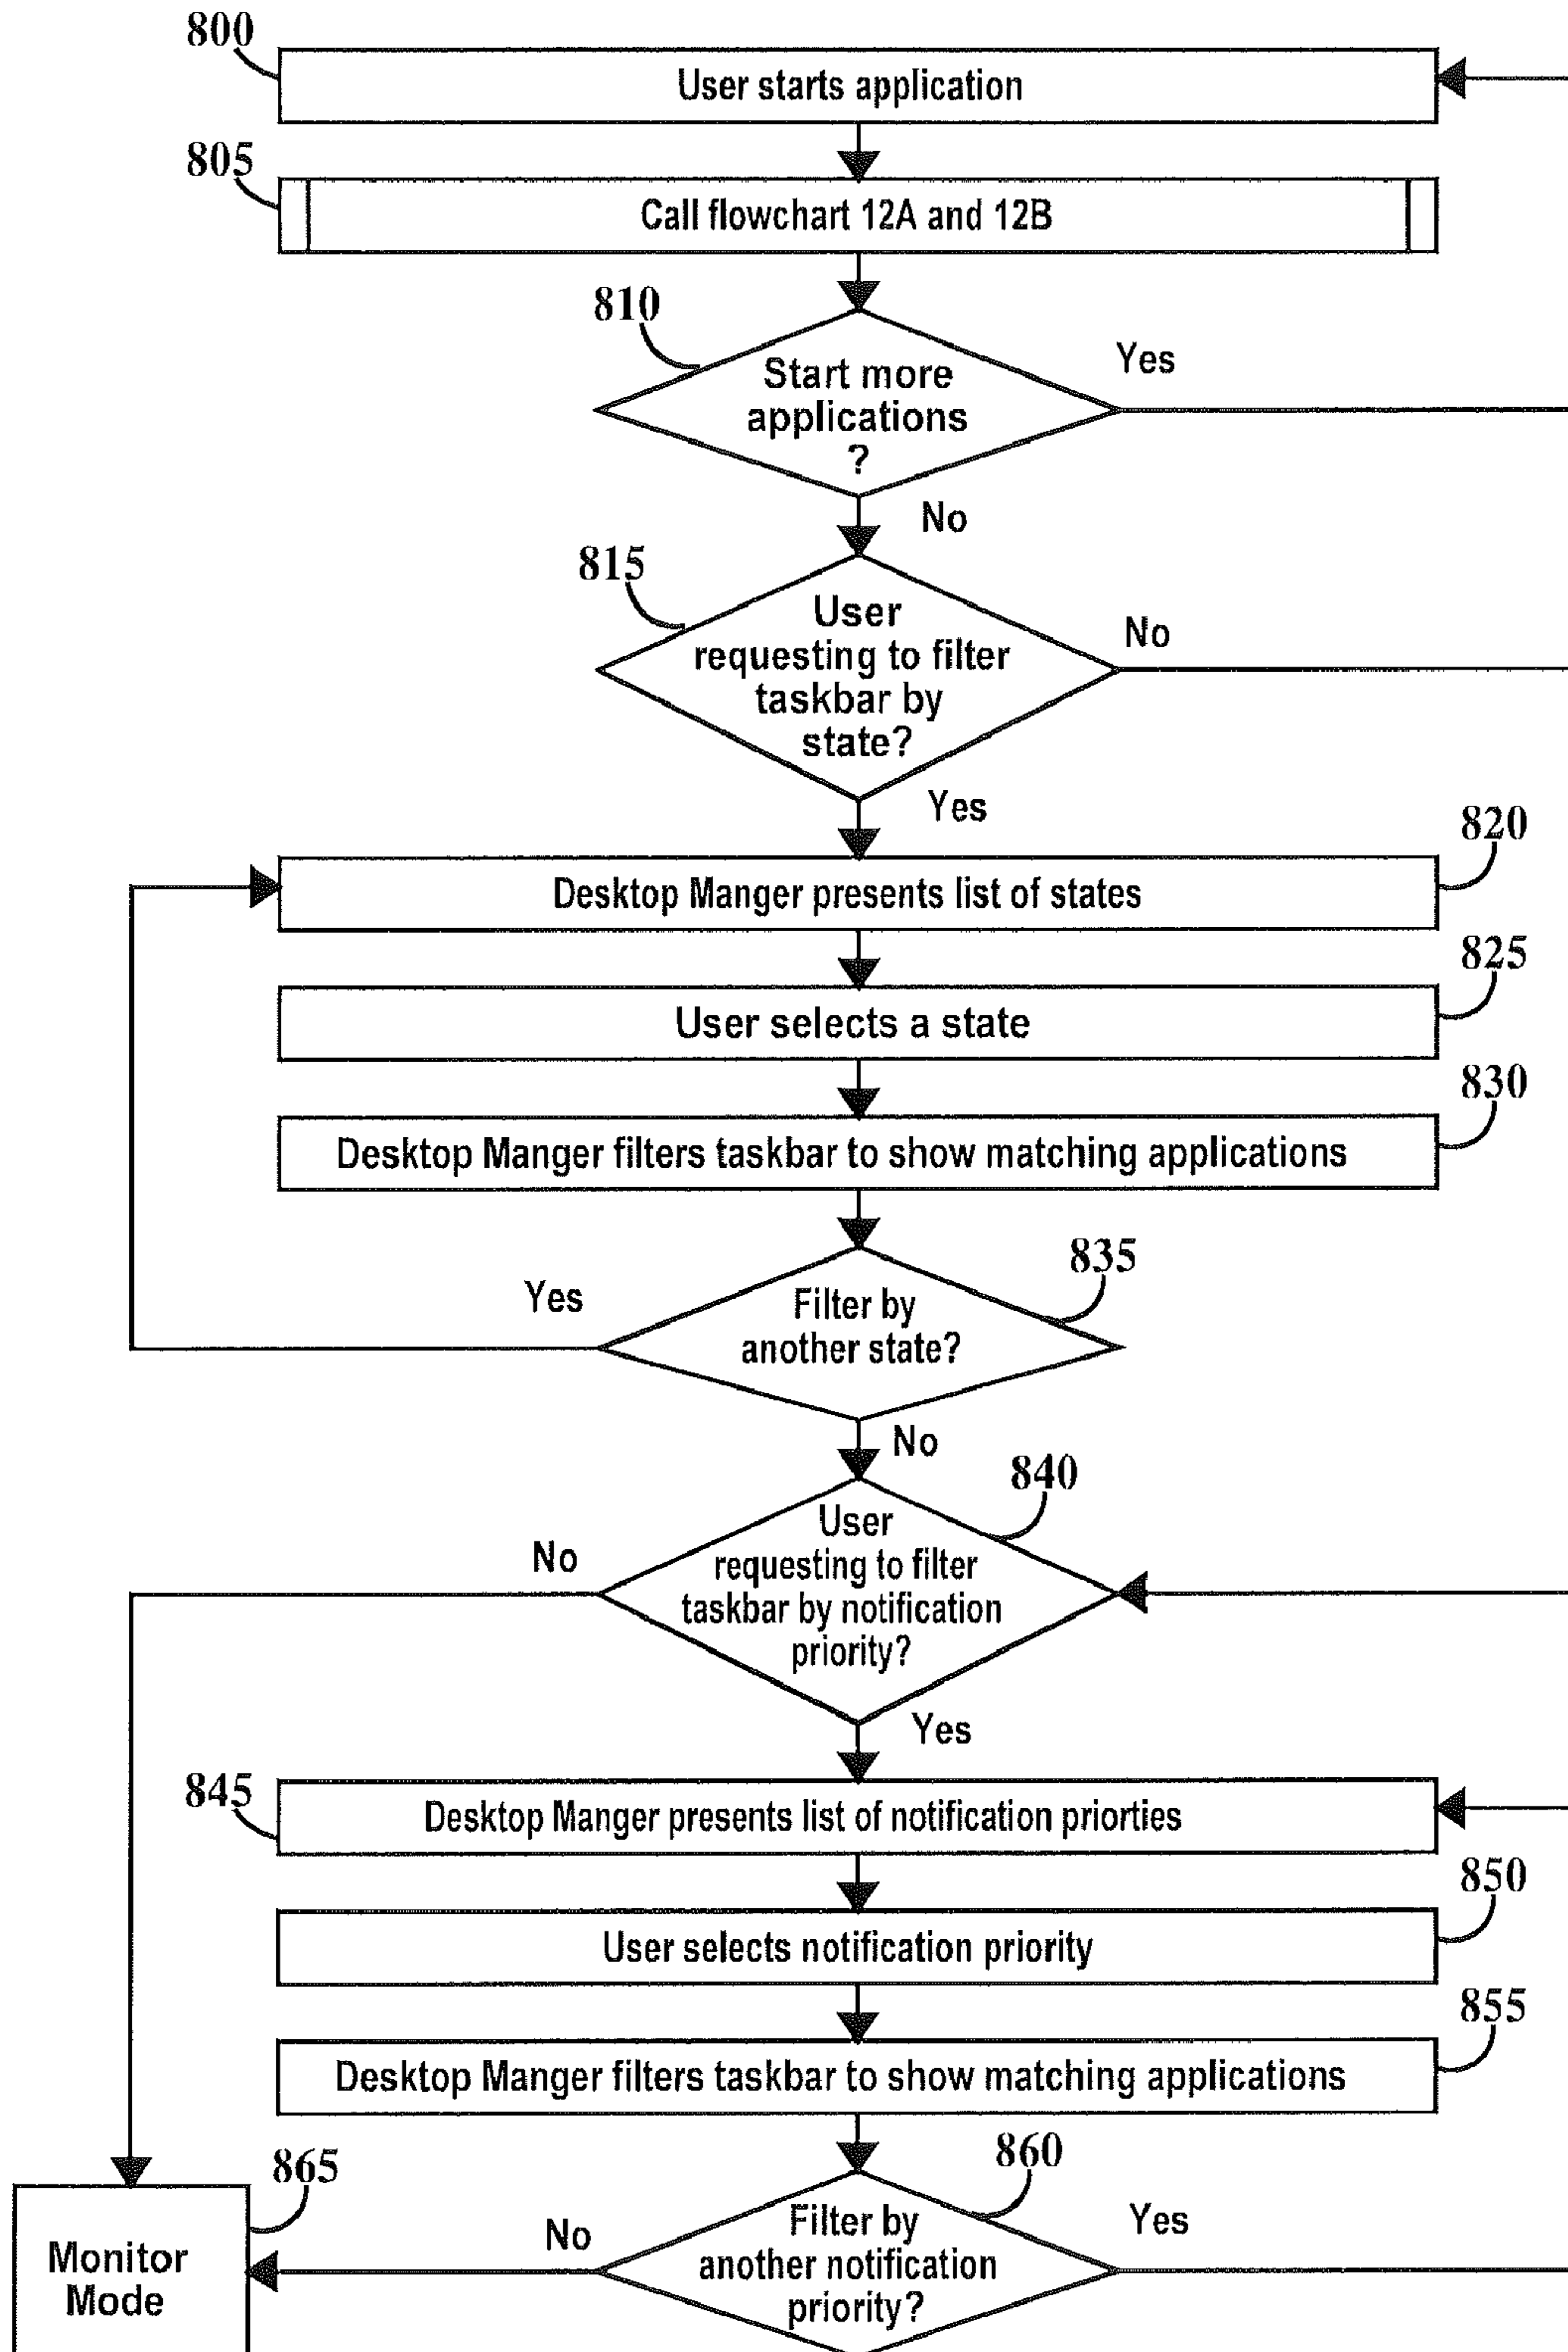 800
User starts application
805
Call flowchart 12A and 12B
810
Start more
applications
?
Yes
No
815
User
requesting to filter
taskbar by
state?
No
Yes
820
Desktop Manger presents list of states
825
User selects a state
830
Desktop Manger filters taskbar to show matching applications
835
Filter by
another state?
Yes
No
840
User
requesting to filter
taskbar by notification
priority?
No
Yes
845
Desktop Manger presents list of notification priorties
850
User selects notification priority
855
Desktop Manger filters taskbar to show matching applications
860
Filter by
another notification
priority?
Yes
No
865
Monitor
Mode